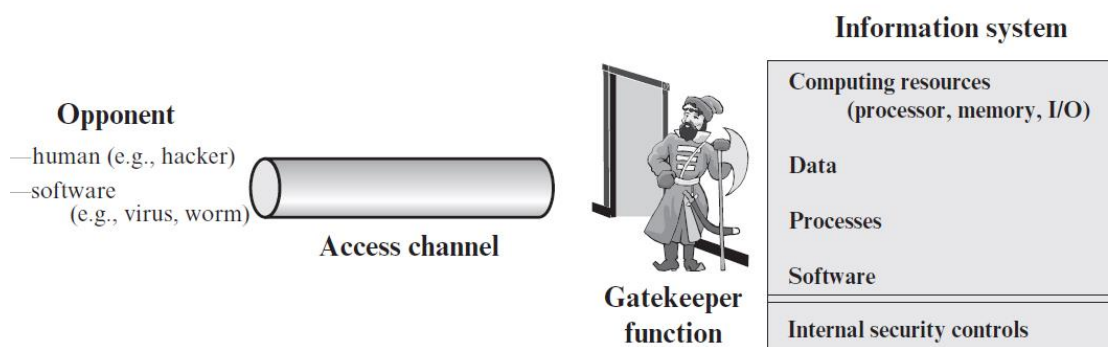 Information system
Opponent
—human (e.g., hacker)
—software
(e.g., virus, worm)
Access channel
Gatekeeper
function
Computing resources
(processor, memory, I/O)
Data
Processes
Software
Internal security controls